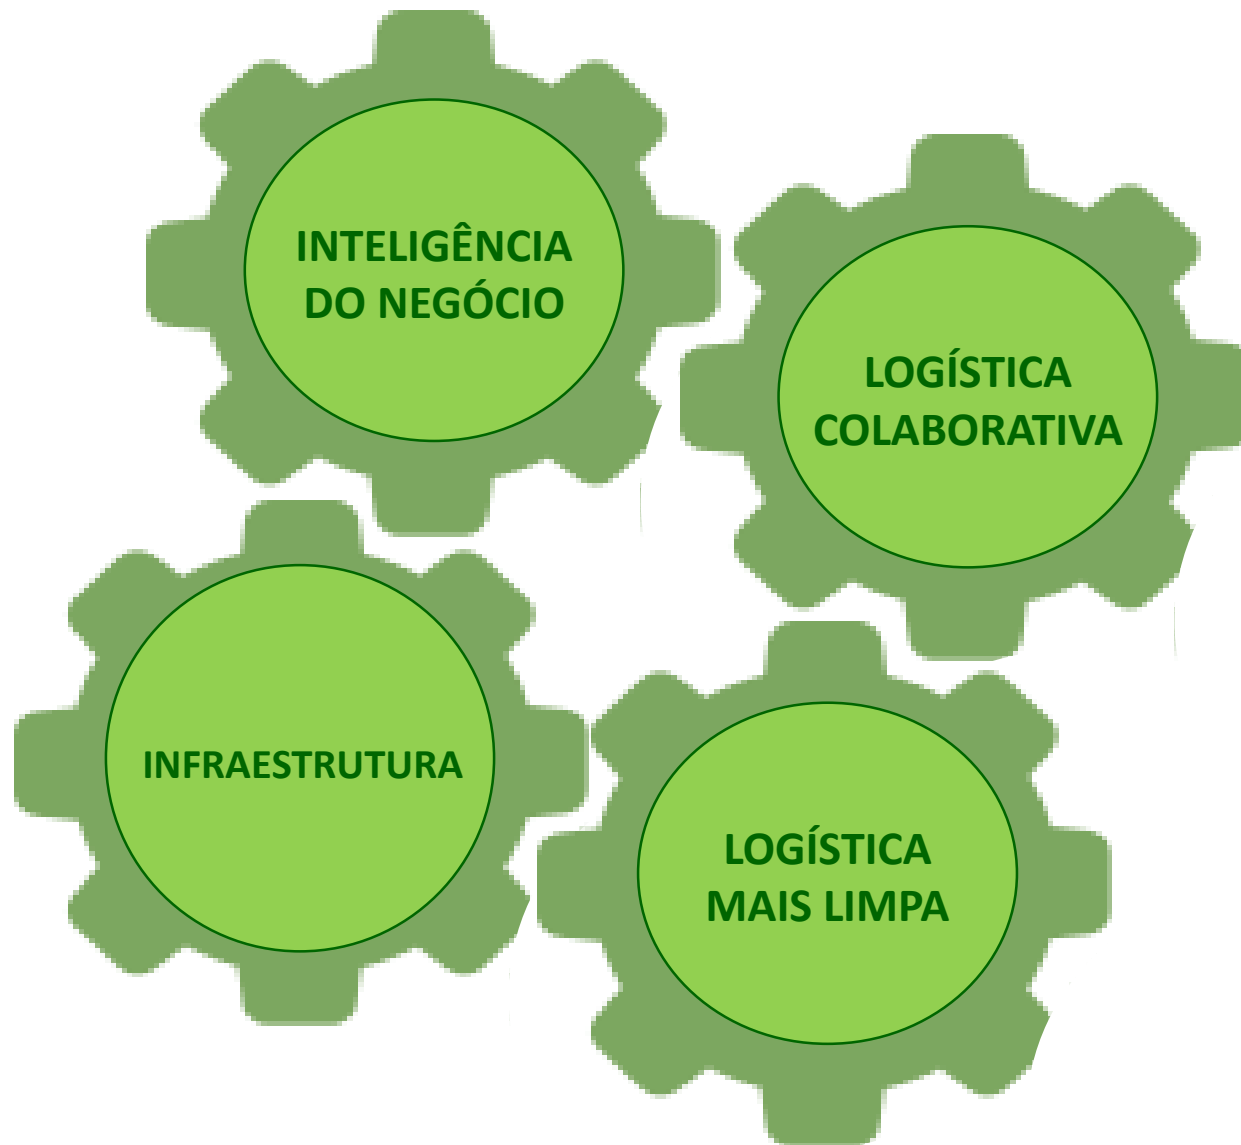 INTELIGÊNCIA
DO NEGÓCIO
LOGÍSTICA
COLABORATIVA
INFRAESTRUTURA
LOGÍSTICA
MAIS LIMPA